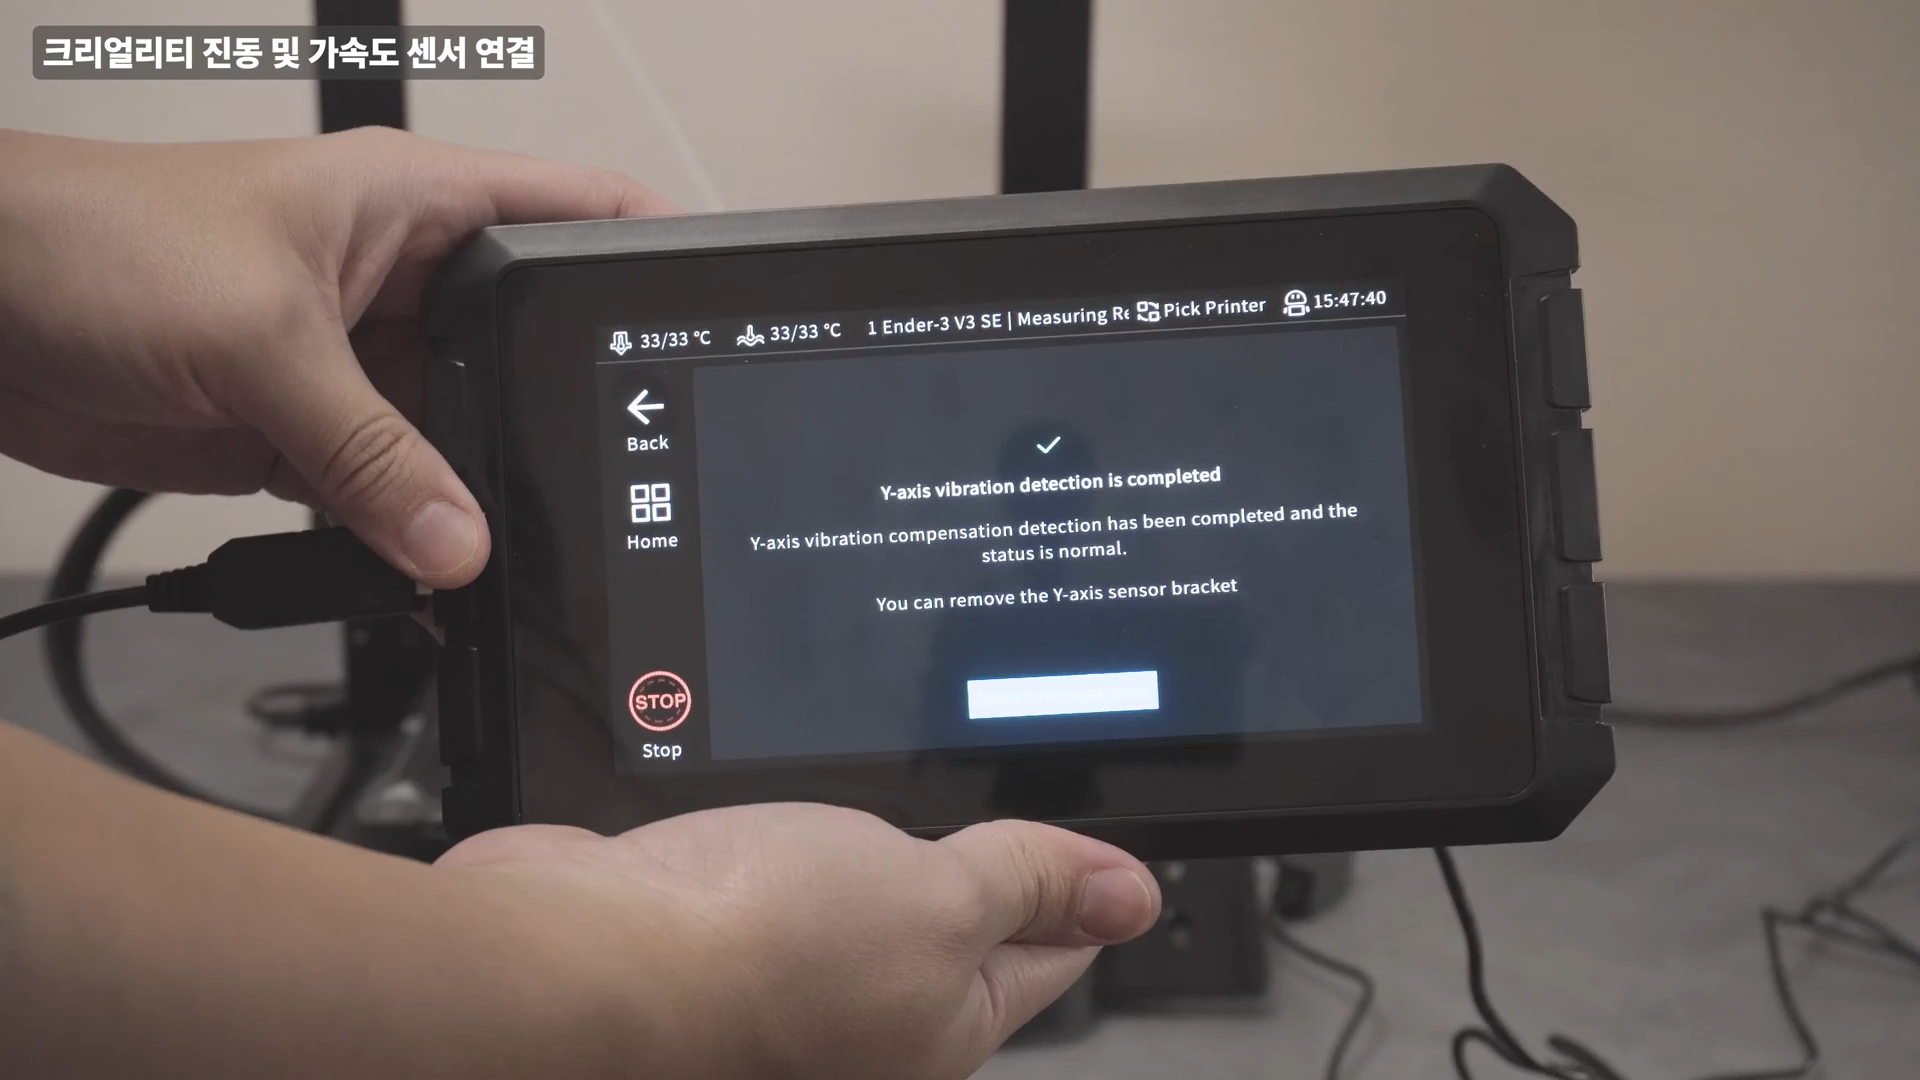 크리얼리티 진동 및 가속도 센서 연결
33/33 °C 33/33 °C 1 Ender-3 V3 SE | Measuring Re Pick Printer 15:47:40
Back
Home
STOP
Stop
Y-axis vibration detection is completed
Y-axis vibration compensation detection has been completed and the
status is normal.
You can remove the Y-axis sensor bracket